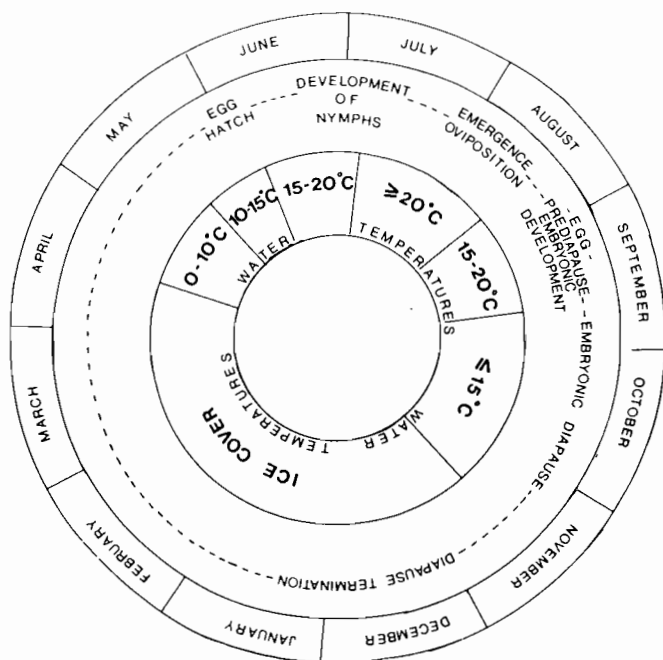 JANUARY
FEBRUARY
MARCH
APRIL
MAY
JUNE
JULY
AUGUST
SEPTEMBER
OCTOBER
NOVEMBER
DECEMBER
EGG
HATCH
DEVELOPMENT
OF
NYMPHS
EMERGENCE
OVIPOSITION
EGG
PREDIAPAUSE
EMBRYONIC
DEVELOPMENT
EMBRYONIC DIAPAUSE
DIAPAUSE TERMINATION
0-10°C
10-15°C
15-20°C
≥20°C
15-20°C
≤15°C
ICE COVER
WATER TEMPERATURES
WATER TEMPERATURES